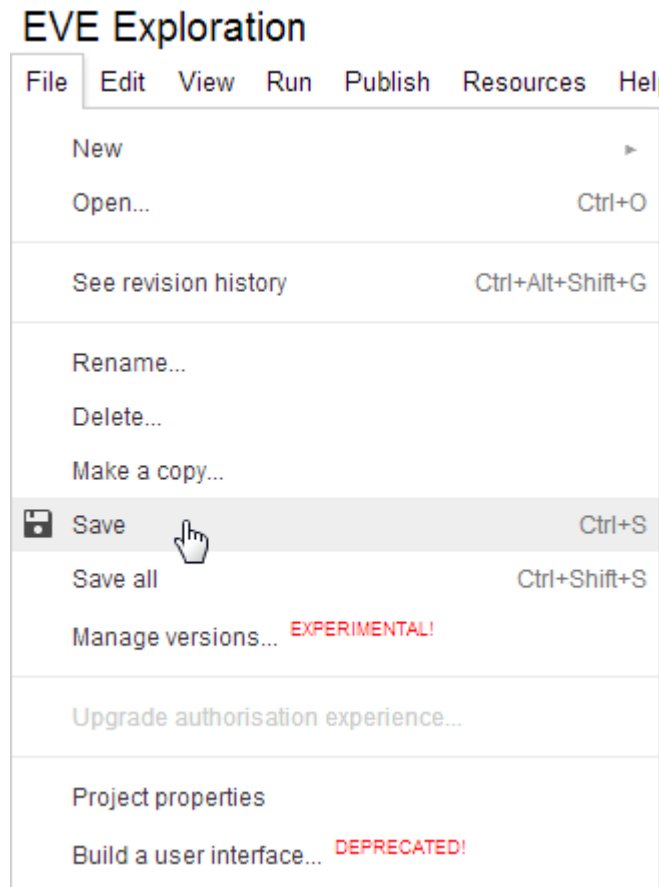 EVE Exploration
File Edit View Run Publish Resources
New
Open... Ctrl+O
See revision history Ctrl+Alt+Shift+G
Rename...
Delete...
Make a copy...
Save Ctrl+S
Save all Ctrl+Shift+S
Manage versions... EXPERIMENTAL!
Upgrade authorisation experience...
Project properties
Build a user interface... DEPRECATED!